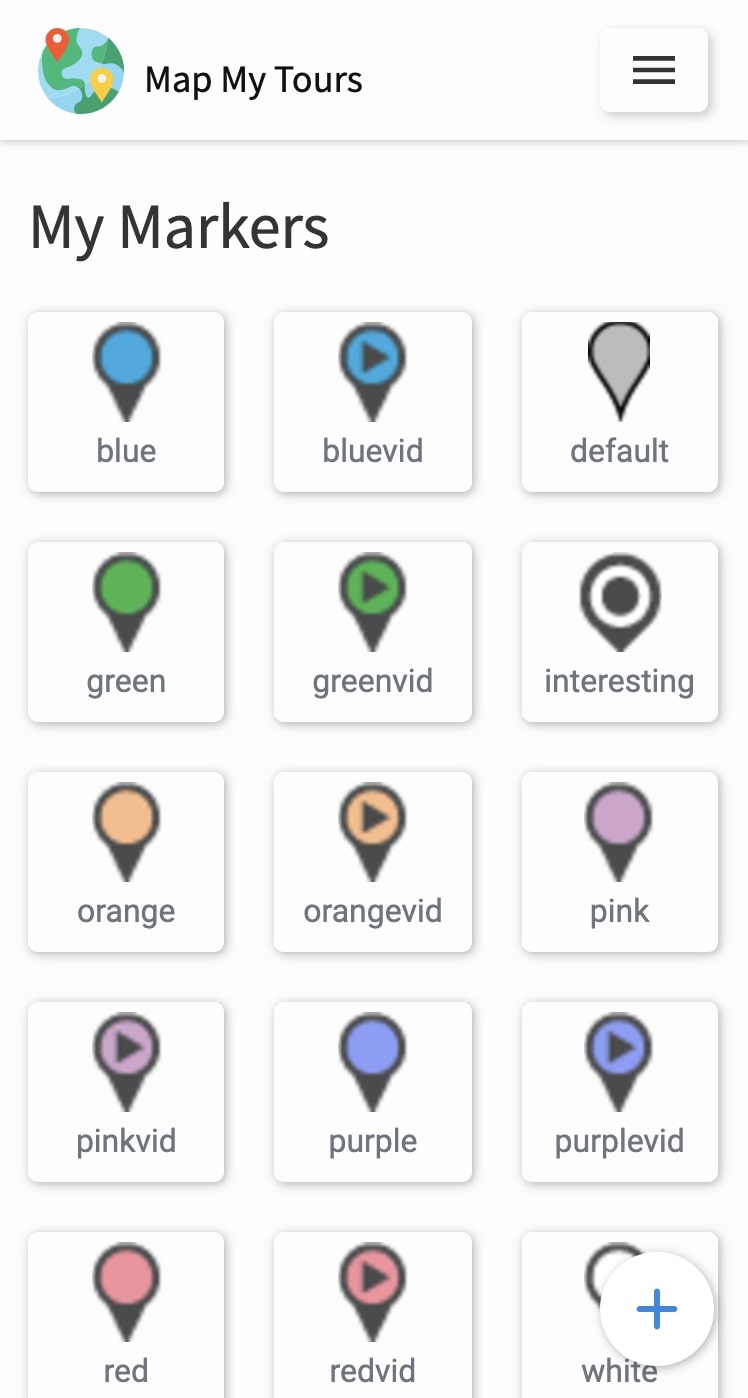 Map My Tours
My Markers
blue
bluevid
default
green
greenvid
interesting
orange
orangevid
pink
pinkvid
purple
purplevid
red
redvid
white